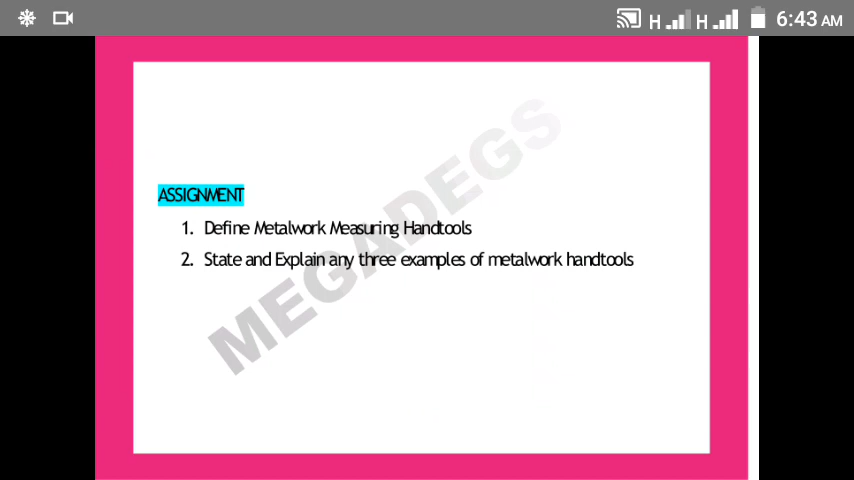 H H 6:43 AM
MEGADEGS
ASSIGNMENT
1. Define Metalwork Measuring Handtools
2. State and Explain any three examples of metalwork handtools